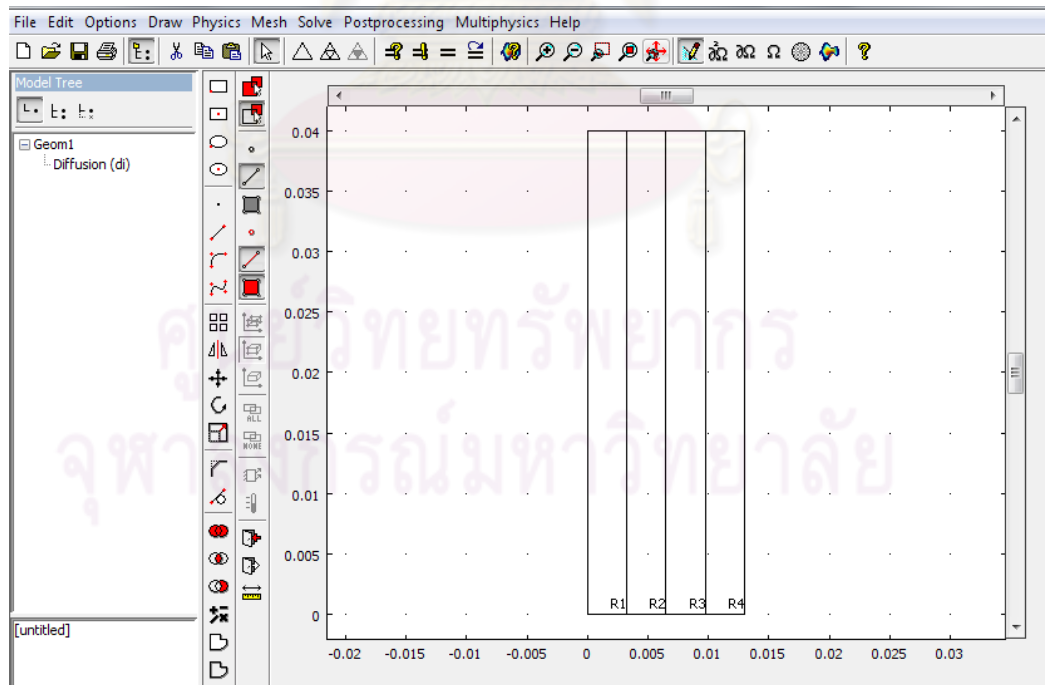 File Edit Options Draw Physics Mesh Solve Postprocessing Multiphysics Help
Model Tree
Geom1
Diffusion (di)
[untitled]
ALL
NONE
0.04
0.035
0.03
0.025
0.02
0.015
0.01
0.005
0
R1 R2 R3 R4
-0.02 -0.015 -0.01 -0.005 0 0.005 0.01 0.015 0.02 0.025 0.03
ศูนย์วิทยทรัพยากร
จุฬาลงกรณ์มหาวิทยาลัย